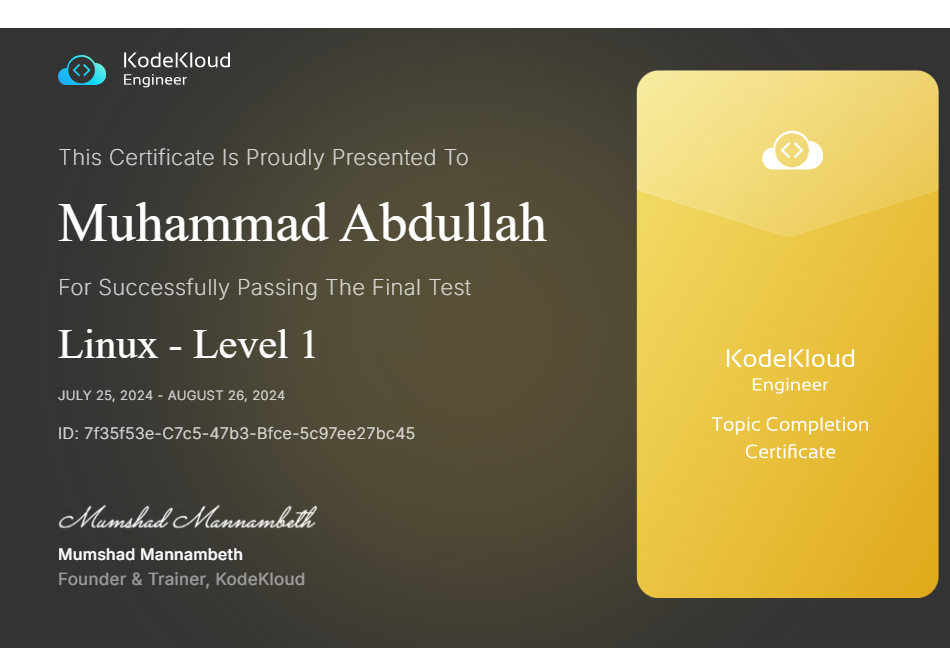 KodeKloud
Engineer
This Certificate Is Proudly Presented To
Muhammad Abdullah
For Successfully Passing The Final Test
Linux - Level 1
JULY 25, 2024 - AUGUST 26, 2024
ID: 7f35f53e-C7c5-47b3-Bfce-5c97ee27bc45
Mumshad Mannambeth
Mumshad Mannambeth
Founder & Trainer, KodeKloud
KodeKloud
Engineer
Topic Completion
Certificate